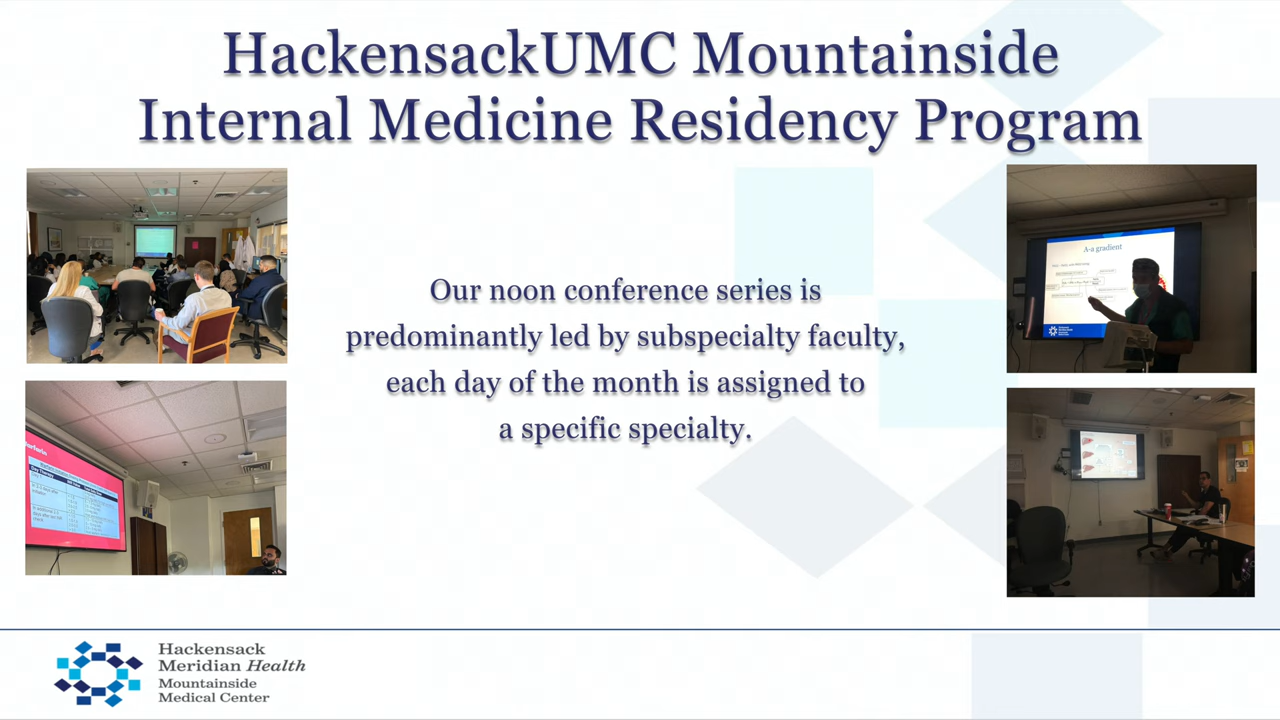 HackensackUMC Mountainside
Internal Medicine Residency Program
A-a gradient
Our noon conference series is
predominantly led by subspecialty faculty,
each day of the month is assigned to
a specific specialty.
Hackensack
Meridian Health
Mountainside
Medical Center